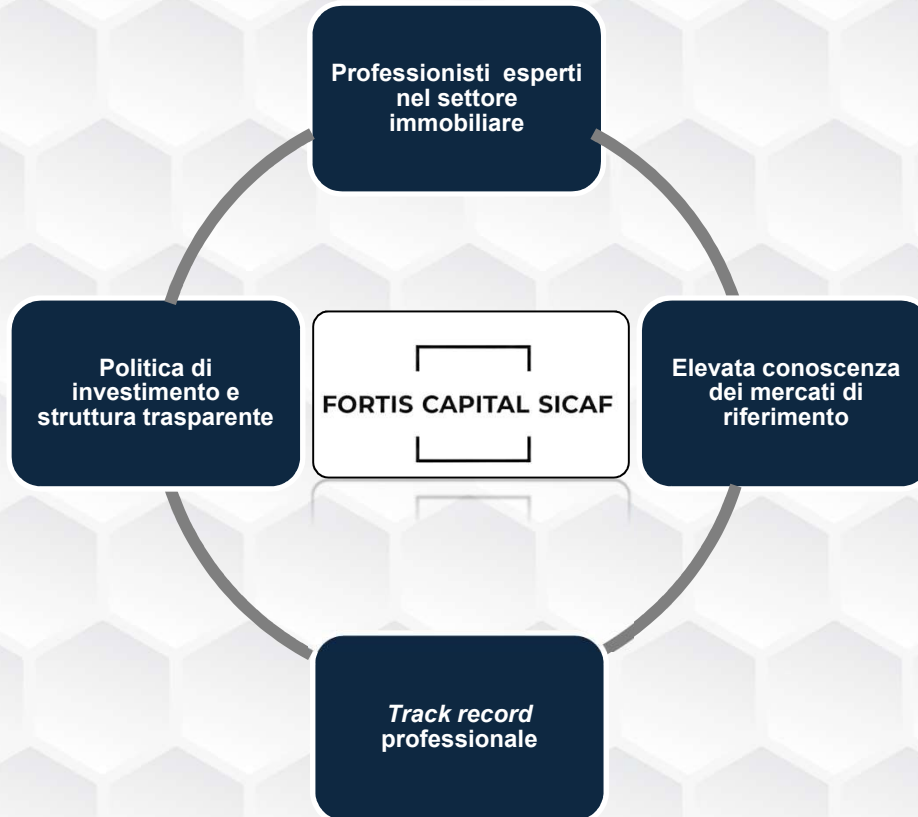 Professionisti esperti
nel settore
immobiliare
Politica di
investimento e
struttura trasparente
FORTIS CAPITAL SICAF
Elevata conoscenza
dei mercati di
riferimento
Track record
professionale